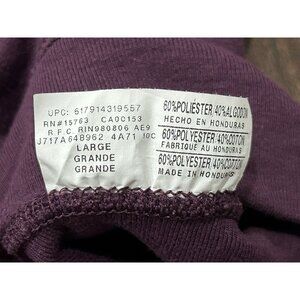 UPC: 617914319557
RN#15763 CA00153
R.F.C. RIN980806 AE9
J717A648962 4A71 10C
LARGE
GRANDE
GRANDE
60%POLIESTER/40%ALGODON
HECHO EN HONDURAS
60%POLYESTER/40%COTON
FABRIQUÉ AU HONDURAS
60%POLYESTER/40%COTTON
MADE IN HONDURAS